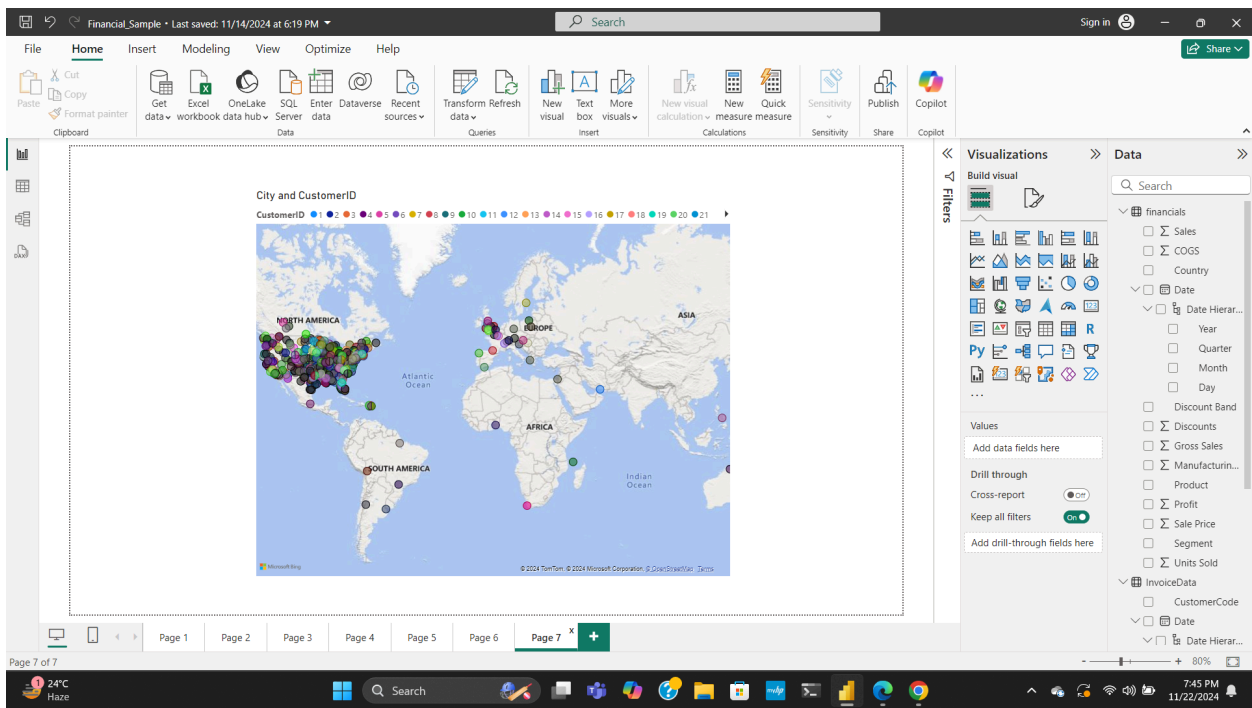 Financial_Sample • Last saved: 11/14/2024 at 6:19 PM
Search
Sign in
File Home Insert Modeling View Optimize Help
Share
Paste
Cut
Copy
Format painter
Clipboard
Get data
Excel workbook
OneLake data hub
SQL Server
Enter data
Dataverse
Recent sources
Data
Transform data
Refresh
Queries
New visual
Text box
More visuals
Insert
New visual calculation
New measure
Quick measure
Calculations
Sensitivity
Sensitivity
Publish
Share
Copilot
Copilot
City and CustomerID
CustomerID 1 2 3 4 5 6 7 8 9 10 11 12 13 14 15 16 17 18 19 20 21
NORTH AMERICA
EUROPE
ASIA
Atlantic
Ocean
AFRICA
SOUTH AMERICA
Indian
Ocean
Microsoft Bing
© 2024 TomTom, © 2024 Microsoft Corporation, © OpenStreetMap Terms
Filters
Visualizations
Build visual
123
R
Py
...
Values
Add data fields here
Drill through
Cross-report
Off
Keep all filters
On
Add drill-through fields here
Data
Search
financials
Sales
COGS
Country
Date
Date Hierar...
Year
Quarter
Month
Day
Discount Band
Discounts
Gross Sales
Manufacturin...
Product
Profit
Sale Price
Segment
Units Sold
InvoiceData
CustomerCode
Date
Date Hierar...
Page 1 Page 2 Page 3 Page 4 Page 5 Page 6 Page 7 x +
Page 7 of 7
- + 80%
1
24°C
Haze
Search
myhp
7:45 PM
11/22/2024